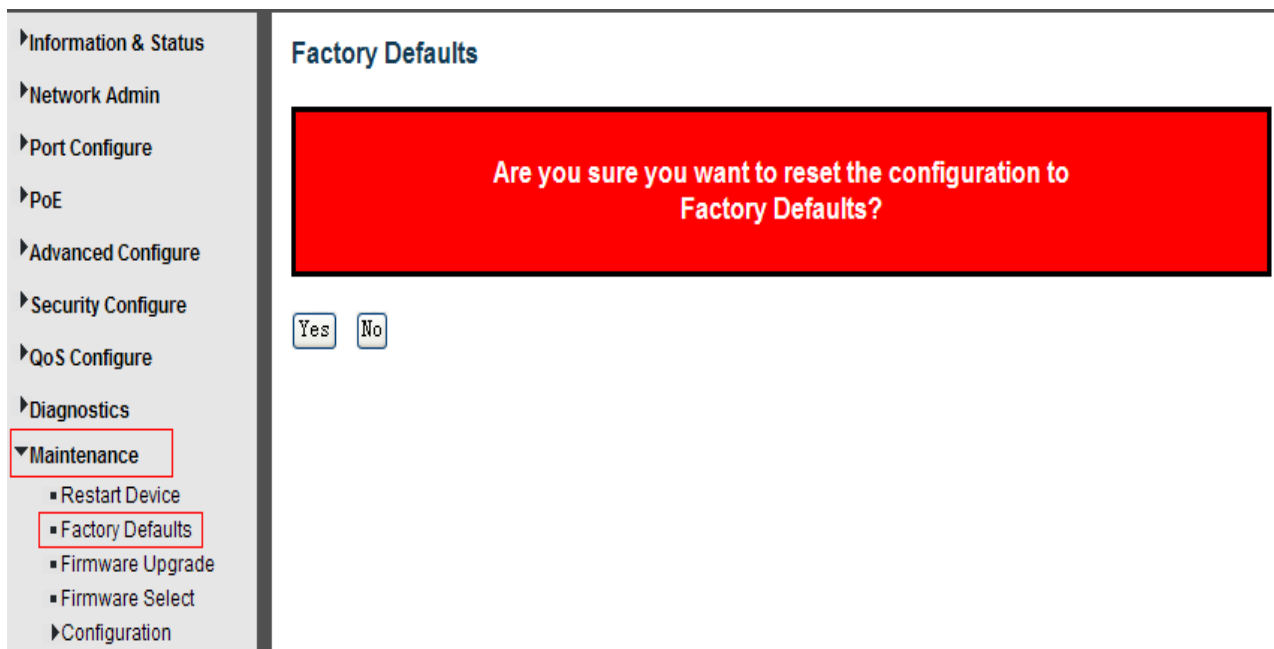 Information & Status
Network Admin
Port Configure
PoE
Advanced Configure
Security Configure
QoS Configure
Diagnostics
Maintenance
Restart Device
Factory Defaults
Firmware Upgrade
Firmware Select
Configuration
Factory Defaults
Are you sure you want to reset the configuration to
Factory Defaults?
Yes No